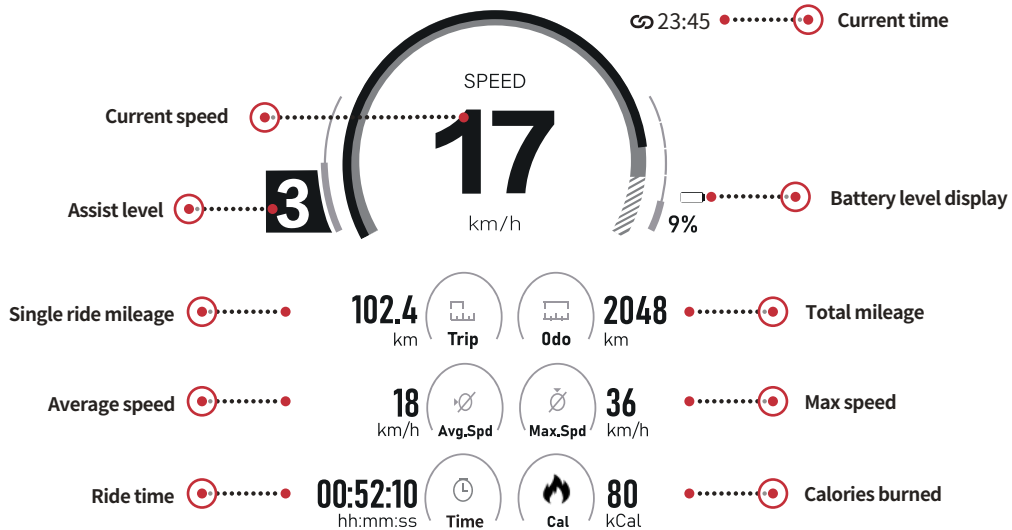 23:45
Current time
SPEED
Current speed
17
Assist level
3
km/h
Battery level display
9%
Single ride mileage
102.4
km
Trip
Odo
2048
km
Total mileage
Average speed
18
km/h
Avg.Spd
Max.Spd
36
km/h
Max speed
Ride time
00:52:10
hh:mm:ss
Time
Cal
80
kCal
Calories burned